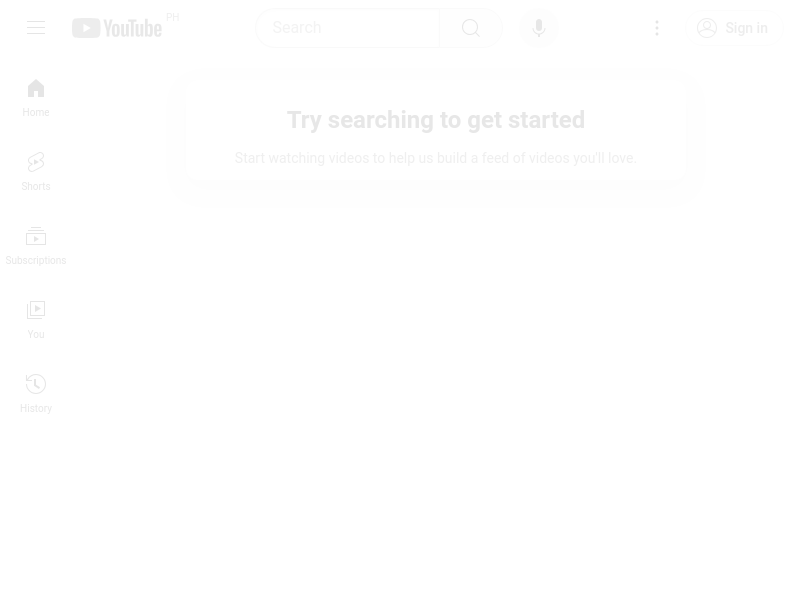 YouTube PH
Search
Sign in
Home
Shorts
Subscriptions
You
History
Try searching to get started
Start watching videos to help us build a feed of videos you'll love.